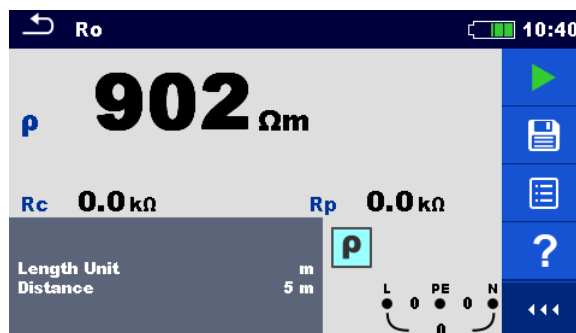 Ro 10:40
ρ 902 Ωm
Rc 0.0 kΩ Rp 0.0 kΩ
ρ
Length Unit m
Distance 5 m
L PE N
0 0
0
?